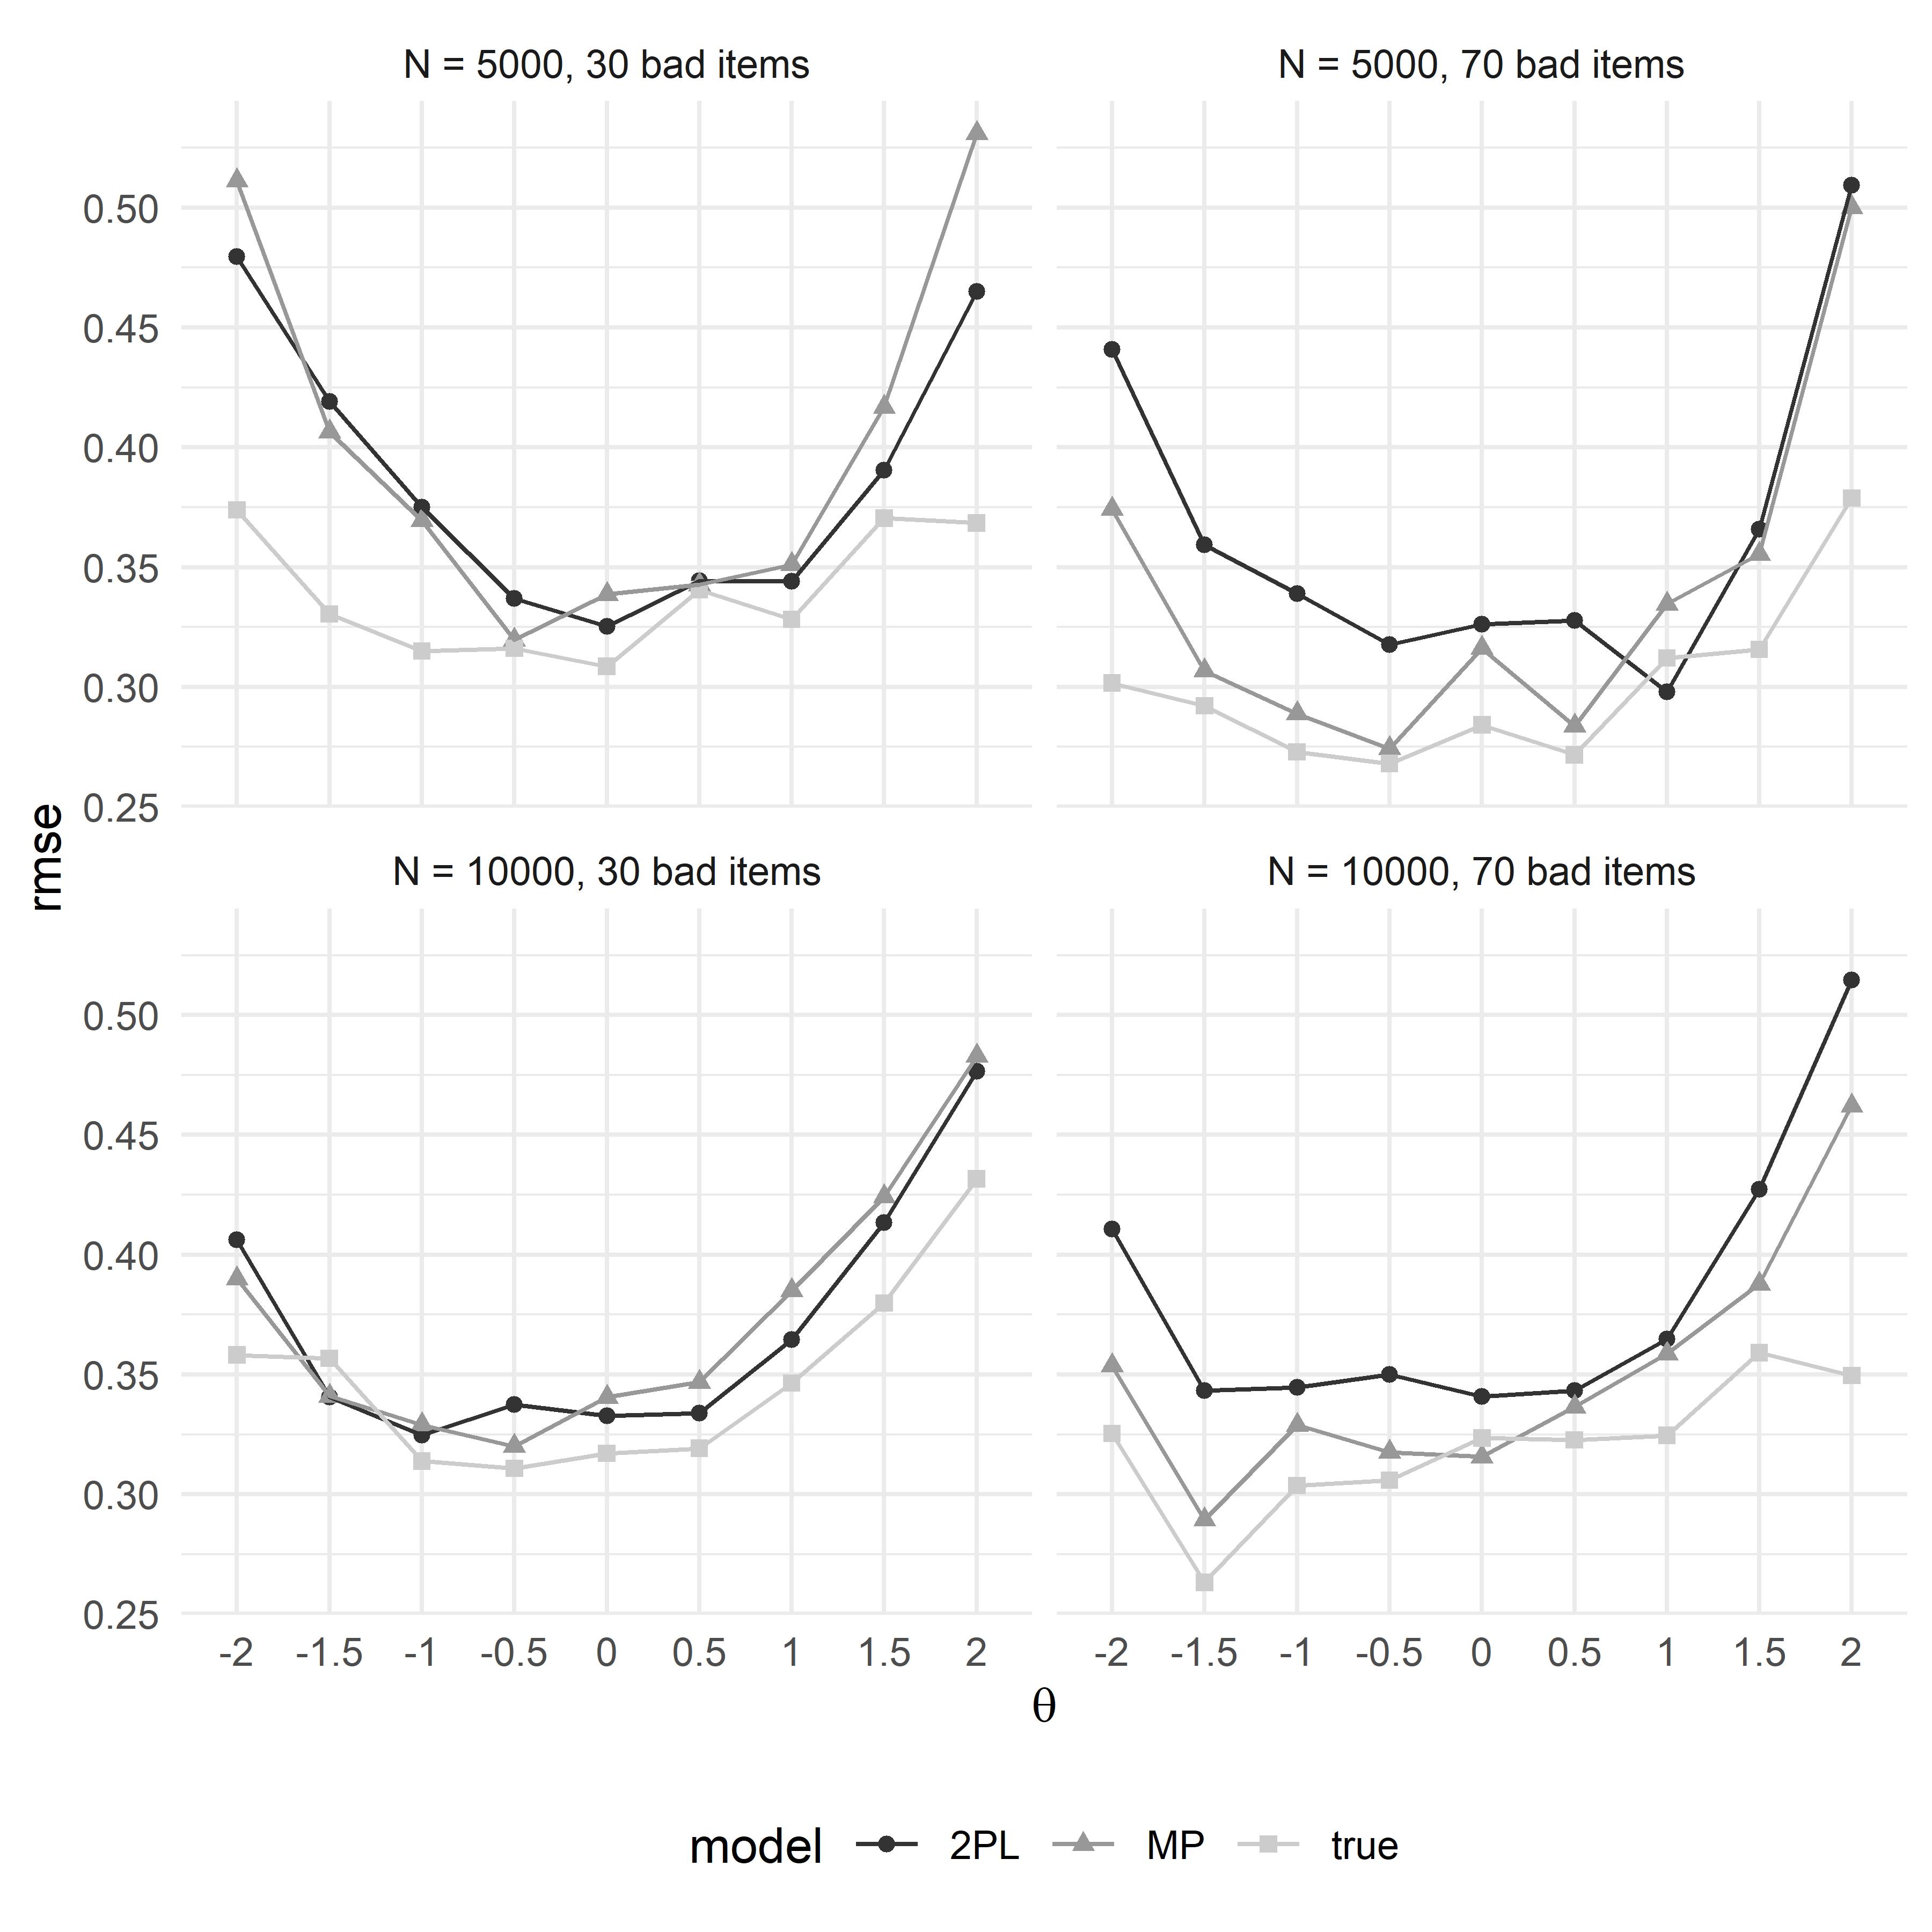 N = 5000, 30 bad items
N = 5000, 70 bad items
0.50
0.45
0.40
0.35
0.30
0.25
rmse
N = 10000, 30 bad items
N = 10000, 70 bad items
0.50
0.45
0.40
0.35
0.30
0.25
-2 -1.5 -1 -0.5 0 0.5 1 1.5 2
-2 -1.5 -1 -0.5 0 0.5 1 1.5 2
θ
model 2PL MP true